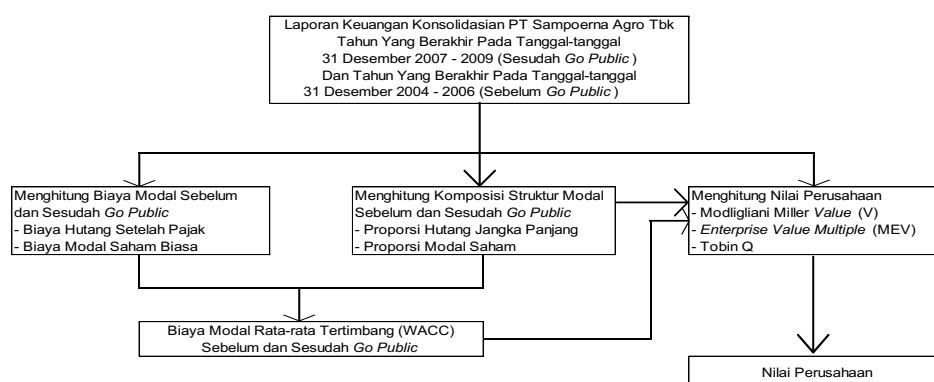 Laporan Keuangan Konsolidasian PT Sampoerna Agro Tbk
Tahun Yang Berakhir Pada Tanggal-tanggal
31 Desember 2007 - 2009 (Sesudah Go Public)
Dan Tahun Yang Berakhir Pada Tanggal-tanggal
31 Desember 2004 - 2006 (Sebelum Go Public)
Menghitung Biaya Modal Sebelum
dan Sesudah Go Public
- Biaya Hutang Setelah Pajak
- Biaya Modal Saham Biasa
Menghitung Komposisi Struktur Modal
Sebelum dan Sesudah Go Public
- Proporsi Hutang Jangka Panjang
- Proporsi Modal Saham
Menghitung Nilai Perusahaan
- Modligliani Miller Value (V)
- Enterprise Value Multiple (MEV)
- Tobin Q
Biaya Modal Rata-rata Tertimbang (WACC)
Sebelum dan Sesudah Go Public
Nilai Perusahaan